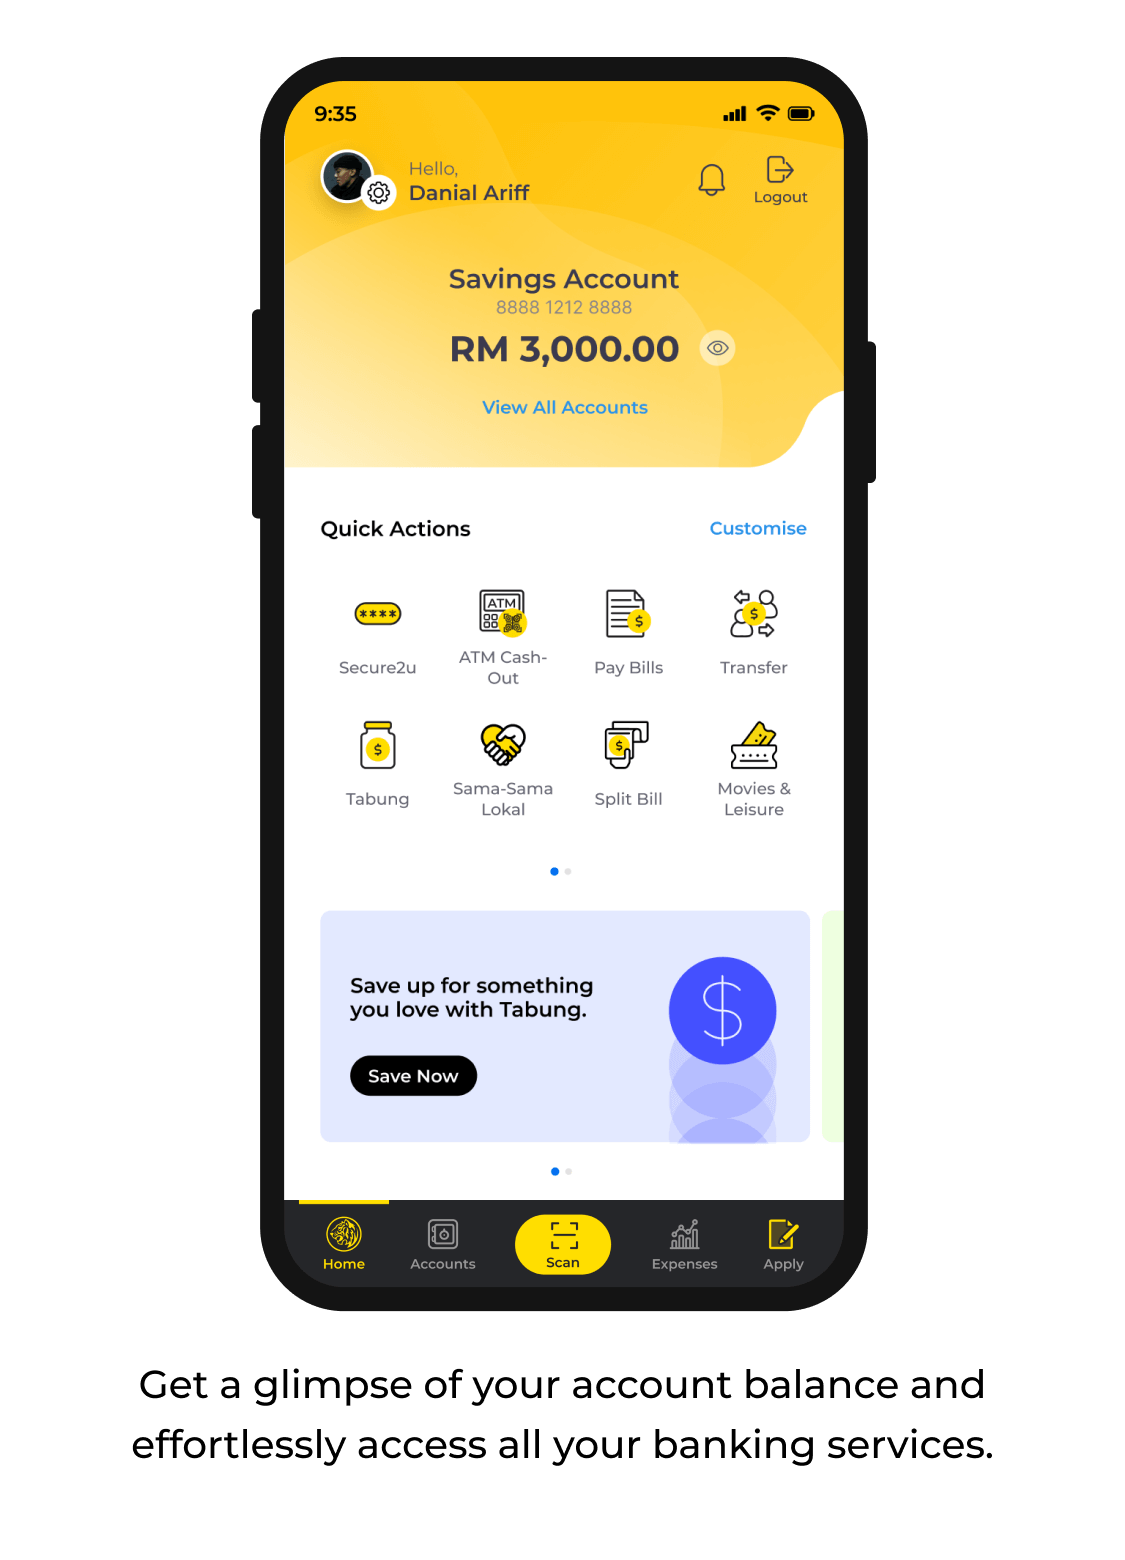 9:35
Hello,
Danial Ariff
Logout
Savings Account
8888 1212 8888
RM 3,000.00
View All Accounts
Quick Actions
Customise
****
ATM
$
$
Secure2u
ATM Cash-
Out
Pay Bills
Transfer
$
$
Tabung
Sama-Sama
Lokal
Split Bill
Movies &
Leisure
Save up for something
you love with Tabung.
$
Save Now
Home
Accounts
Scan
Expenses
Apply
Get a glimpse of your account balance and
effortlessly access all your banking services.